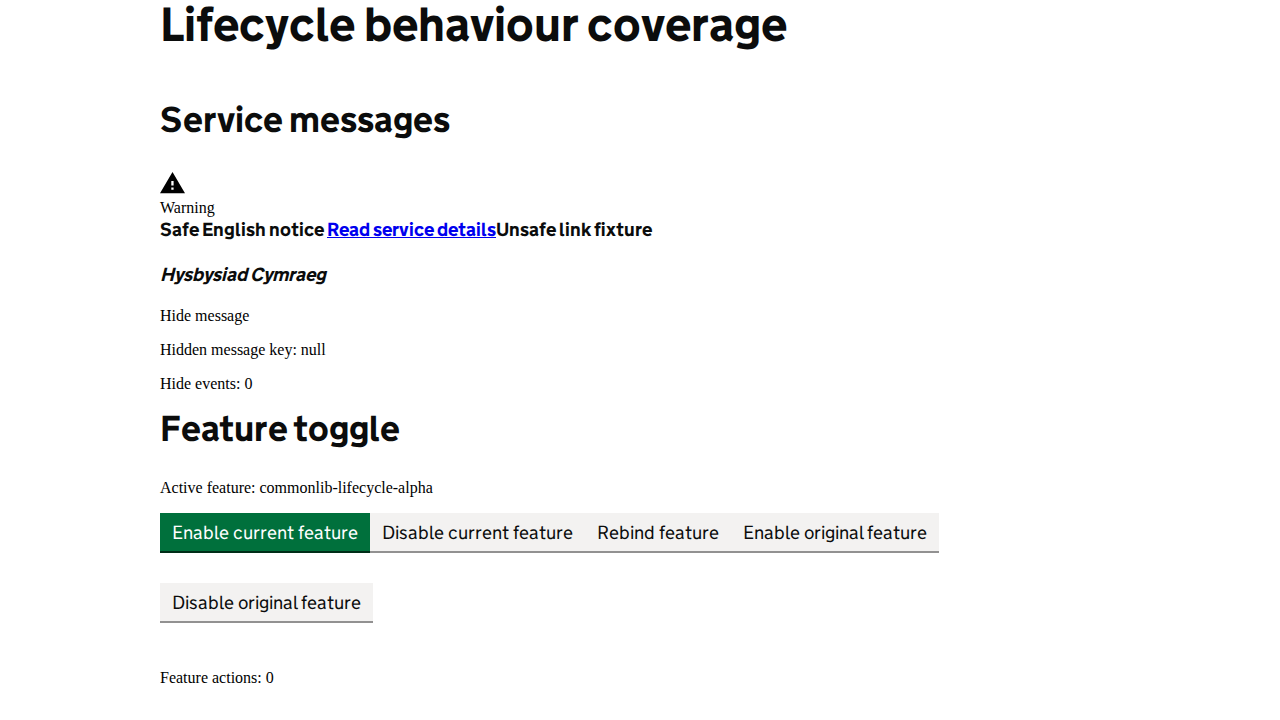 Lifecycle behaviour coverage
Service messages
Warning
Safe English notice Read service detailsUnsafe link fixture
Hysbysiad Cymraeg
Hide message
Hidden message key: null
Hide events: 0
Feature toggle
Active feature: commonlib-lifecycle-alpha
Enable current feature Disable current feature Rebind feature Enable original feature
Disable original feature
Feature actions: 0